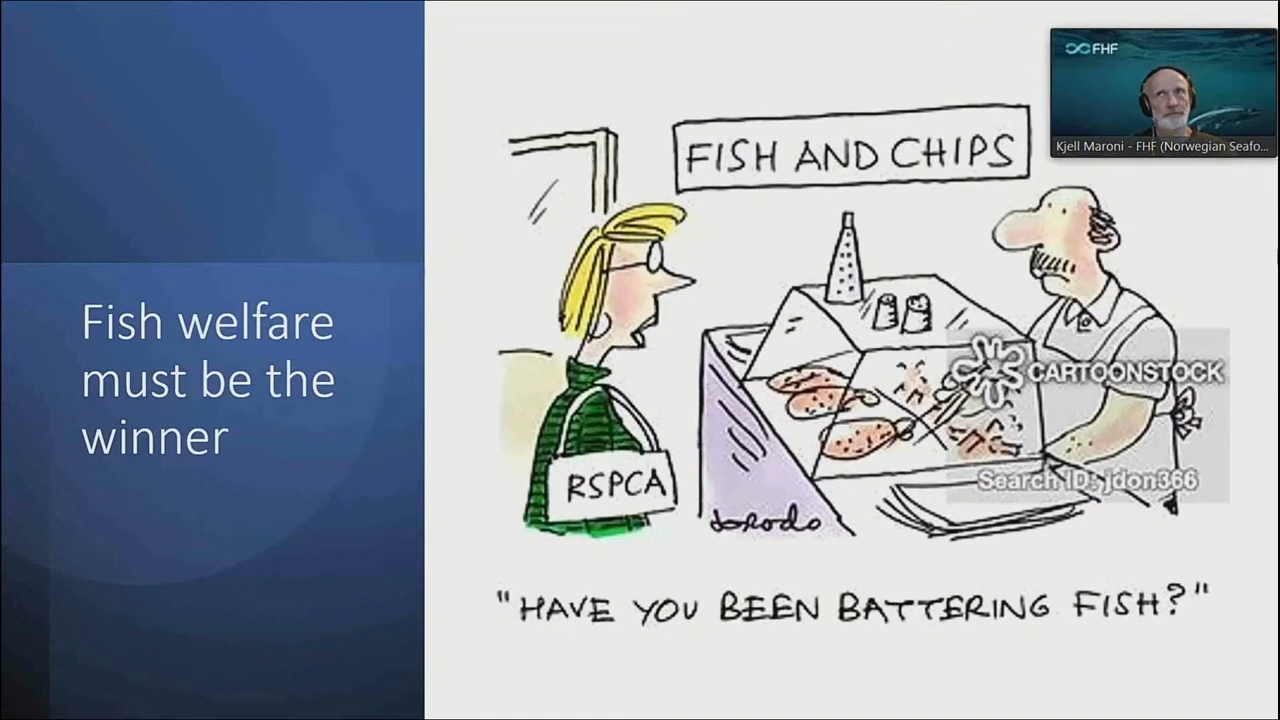 Fish welfare
must be the
winner
FISH AND CHIPS
RSPCA
CARTOONSTOCK
Search ID: jdon366
dorodo
"HAVE YOU BEEN BATTERING FISH?"
FHF
Kjell Maroni - FHF (Norwegian Seafo...